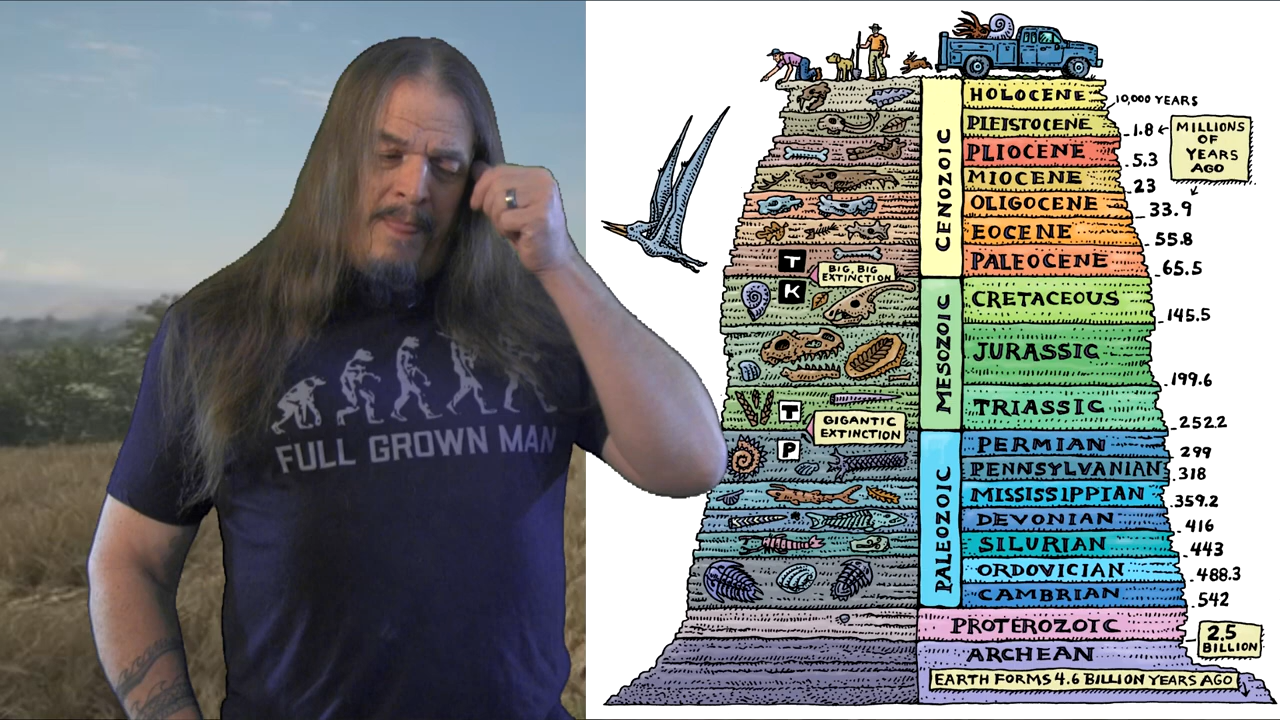 FULL GROWN MAN
HOLOCENE
10,000 YEARS
PLEISTOCENE
1.8
MILLIONS
OF
YEARS
AGO
PLIOCENE
5.3
MIOCENE
23
OLIGOCENE
33.9
EOCENE
55.8
PALEOCENE
65.5
CENOZOIC
T
BIG, BIG
EXTINCTION
K
CRETACEOUS
145.5
JURASSIC
199.6
TRIASSIC
252.2
MESOZOIC
T
GIGANTIC
EXTINCTION
P
PERMIAN
299
PENNSYLVANIAN
318
MISSISSIPPIAN
359.2
DEVONIAN
416
SILURIAN
443
ORDOVICIAN
488.3
CAMBRIAN
542
PALEOZOIC
PROTEROZOIC
2.5
BILLION
ARCHEAN
EARTH FORMS 4.6 BILLION YEARS AGO